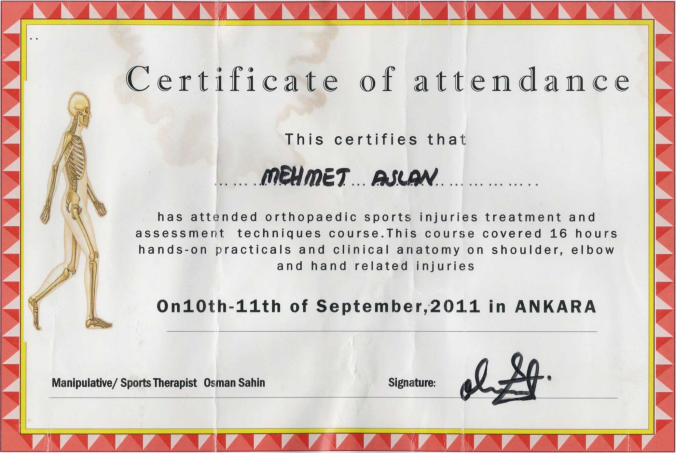 Certificate of attendance
This certifies that
MEHMET ASLAN
has attended orthopaedic sports injuries treatment and
assessment techniques course.This course covered 16 hours
hands-on practicals and clinical anatomy on shoulder, elbow
and hand related injuries
On10th-11th of September,2011 in ANKARA
Manipulative/ Sports Therapist Osman Sahin Signature: